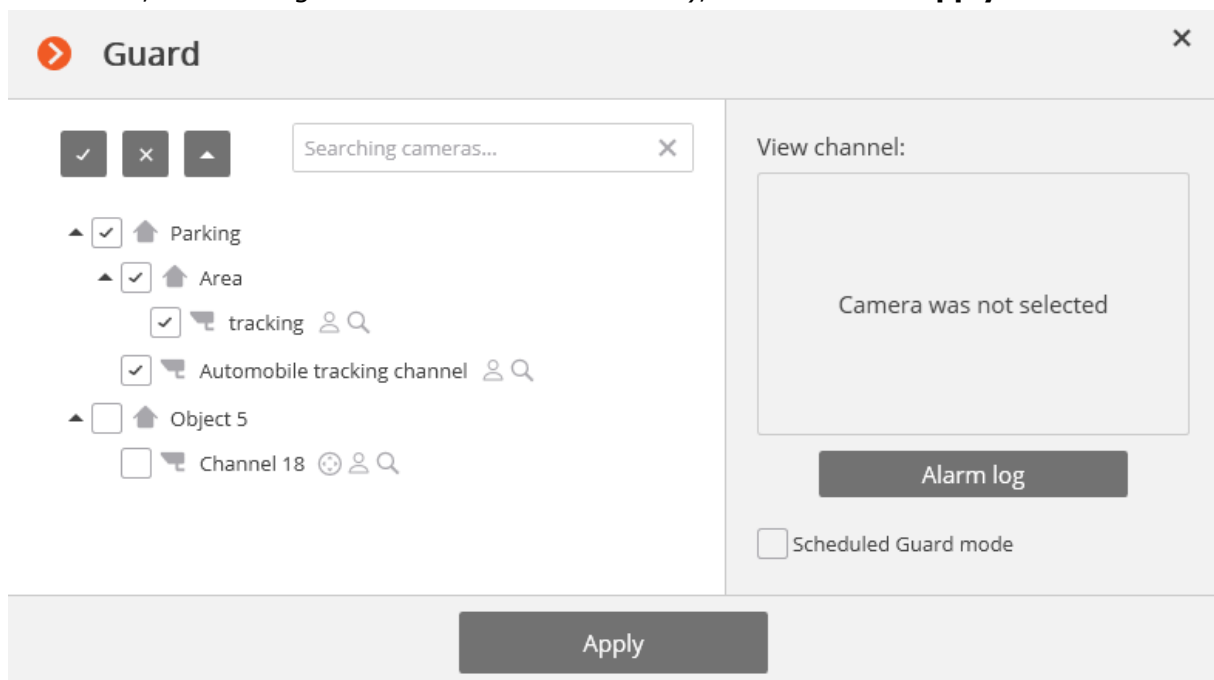 Guard
Searching cameras...
Parking
Area
tracking
Automobile tracking channel
Object 5
Channel 18
View channel:
Camera was not selected
Alarm log
Scheduled Guard mode
Apply